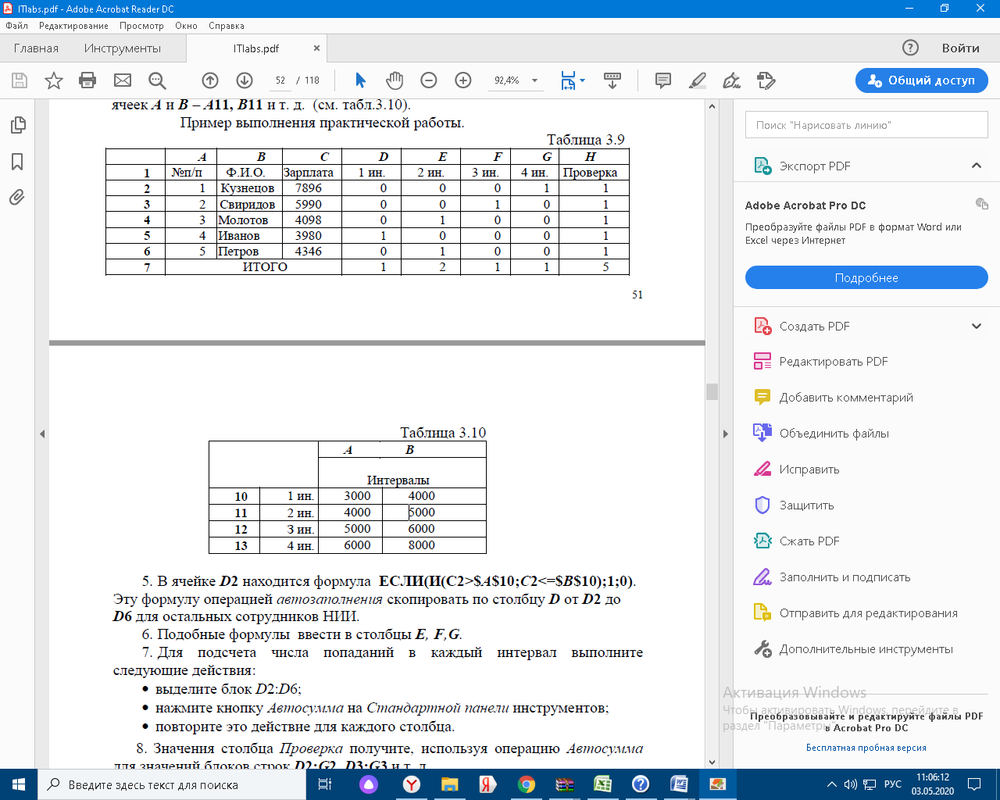 ITlabs.pdf - Adobe Acrobat Reader DC
Файл Редактирование Просмотр Окно Справка
Главная Инструменты ITlabs.pdf × Войти
52 / 118 92,4% Общий доступ
ячеек A и B – A11, B11 и т. д. (см. табл.3.10).
Пример выполнения практической работы.
Таблица 3.9
A B C D E F G H
1 №п/п Ф.И.О. Зарплата 1 ин. 2 ин. 3 ин. 4 ин. Проверка
2 1 Кузнецов 7896 0 0 0 1 1
3 2 Свиридов 5990 0 0 1 0 1
4 3 Молотов 4098 0 1 0 0 1
5 4 Иванов 3980 1 0 0 0 1
6 5 Петров 4346 0 1 0 0 1
7 ИТОГО 1 2 1 1 5
51
Таблица 3.10
A B
Интервалы
10 1 ин. 3000 4000
11 2 ин. 4000 5000
12 3 ин. 5000 6000
13 4 ин. 6000 8000
5. В ячейке D2 находится формула ЕСЛИ(И(C2>$A$10;C2<=$B$10);1;0).
Эту формулу операцией автозаполнения скопировать по столбцу D от D2 до
D6 для остальных сотрудников НИИ.
6. Подобные формулы ввести в столбцы E, F,G.
7. Для подсчета числа попаданий в каждый интервал выполните
следующие действия:
• выделите блок D2:D6;
• нажмите кнопку Автосумма на Стандартной панели инструментов;
• повторите это действие для каждого столбца.
8. Значения столбца Проверка получите, используя операцию Автосумма
для значений блоков строк D2:G2, D3:G3 и т. д.
Поиск "Нарисовать линию"
Экспорт PDF
Adobe Acrobat Pro DC
Преобразуйте файлы PDF в формат Word или
Excel через Интернет
Подробнее
Создать PDF
Редактировать PDF
Добавить комментарий
Объединить файлы
Исправить
Защитить
Сжать PDF
Заполнить и подписать
Отправить для редактирования
Дополнительные инструменты
Активация Windows
Чтобы активировать Windows, перейдите в
раздел "Параметры".
Преобразовывайте и редактируйте файлы PDF
в Acrobat Pro DC
Бесплатная пробная версия
Введите здесь текст для поиска
РУС
11:06:12
03.05.2020